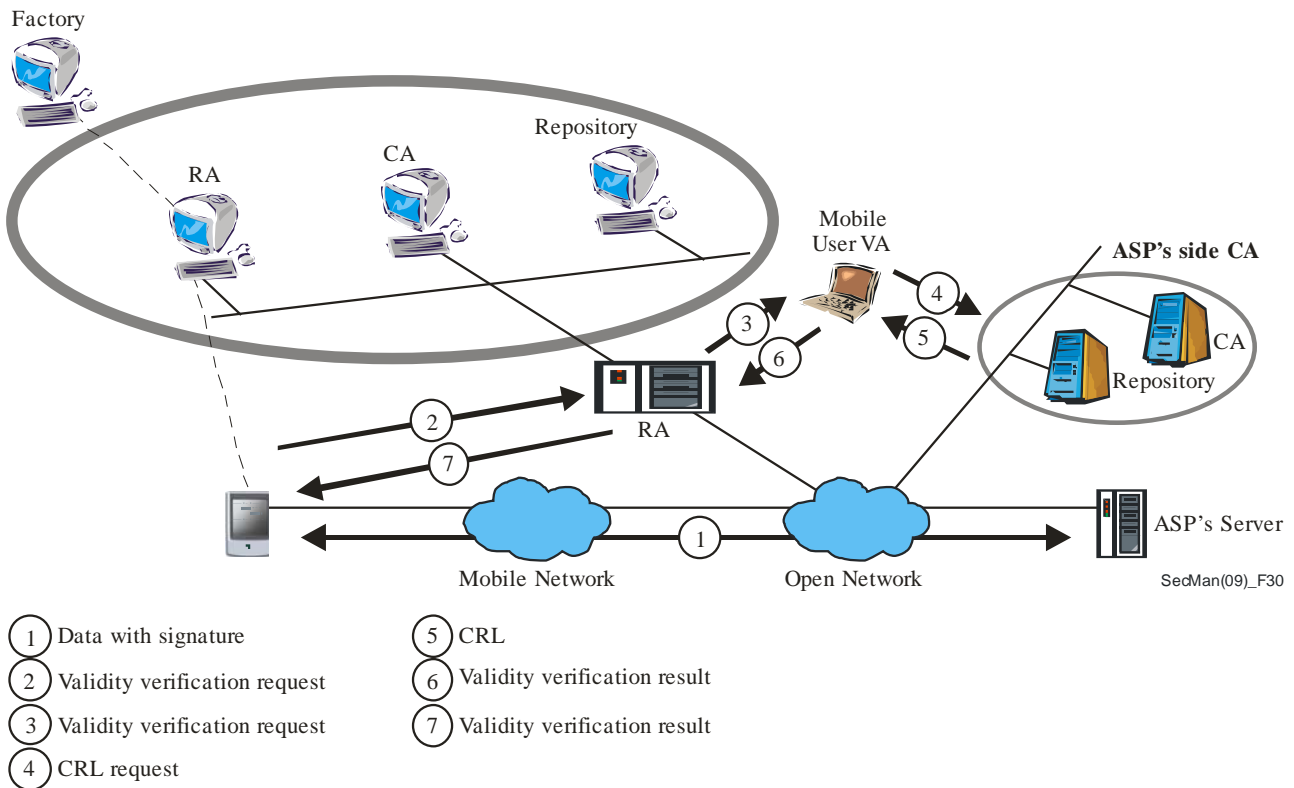 Factory
RA
CA
Repository
Mobile
User VA
ASP's side CA
4
3
5
6
CA
Repository
2
RA
7
1
ASP's Server
Mobile Network
Open Network
SecMan(09)_F30
1 Data with signature
2 Validity verification request
3 Validity verification request
4 CRL request
5 CRL
6 Validity verification result
7 Validity verification result